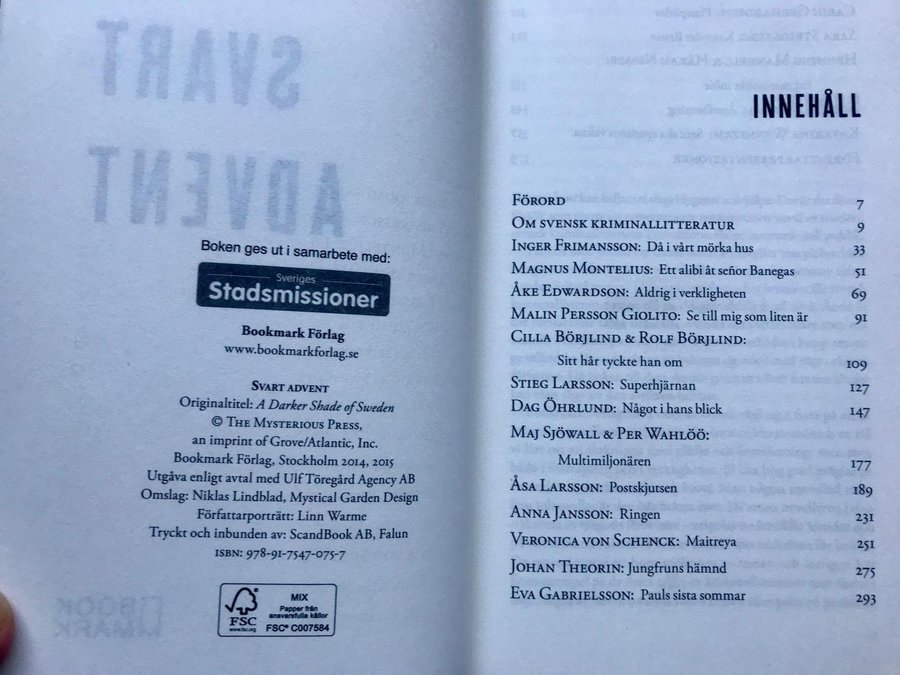 SVART
ADVENT
Boken ges ut i samarbete med:
Sveriges
Stadsmissioner
Bookmark Förlag
www.bookmarkforlag.se
Svart advent
Originaltitel: A Darker Shade of Sweden
© The Mysterious Press,
an imprint of Grove/Atlantic, Inc.
Bookmark Förlag, Stockholm 2014, 2015
Utgåva enligt avtal med Ulf Töregård Agency AB
Omslag: Niklas Lindblad, Mystical Garden Design
Författarporträtt: Linn Warme
Tryckt och inbunden av: ScandBook AB, Falun
ISBN: 978-91-7547-075-7
FSC
www.fsc.org
MIX
Papper från
ansvarsfulla källor
FSC® C007584
INNEHÅLL
Förord 7
Om svensk kriminallitteratur 9
Inger Frimansson: Då i vårt mörka hus 33
Magnus Montelius: Ett alibi åt señor Banegas 51
Åke Edwardson: Aldrig i verkligheten 69
Malin Persson Giolito: Se till mig som liten är 91
Cilla Börjlind & Rolf Börjlind:
Sitt hår tyckte han om 109
Stieg Larsson: Superhjärnan 127
Dag Öhrlund: Något i hans blick 147
Maj Sjöwall & Per Wahlöö:
Multimiljonären 177
Åsa Larsson: Postskjutsen 189
Anna Jansson: Ringen 231
Veronica von Schenck: Maitreya 251
Johan Theorin: Jungfruns hämnd 275
Eva Gabrielsson: Pauls sista sommar 293